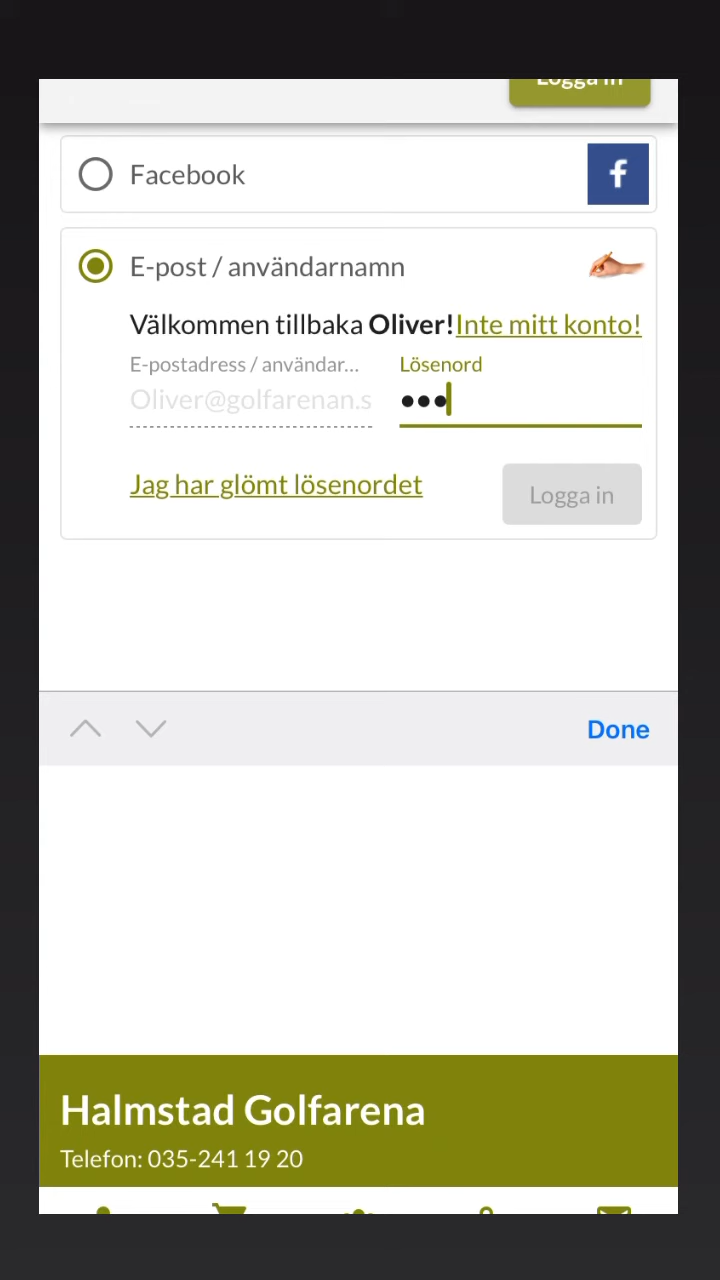 Logga in
Facebook
f
E-post / användarnamn
Välkommen tillbaka Oliver! Inte mitt konto!
E-postadress / användar... Lösenord
Oliver@golfarenan.s
Jag har glömt lösenordet
Logga in
Done
Halmstad Golfarena
Telefon: 035-241 19 20